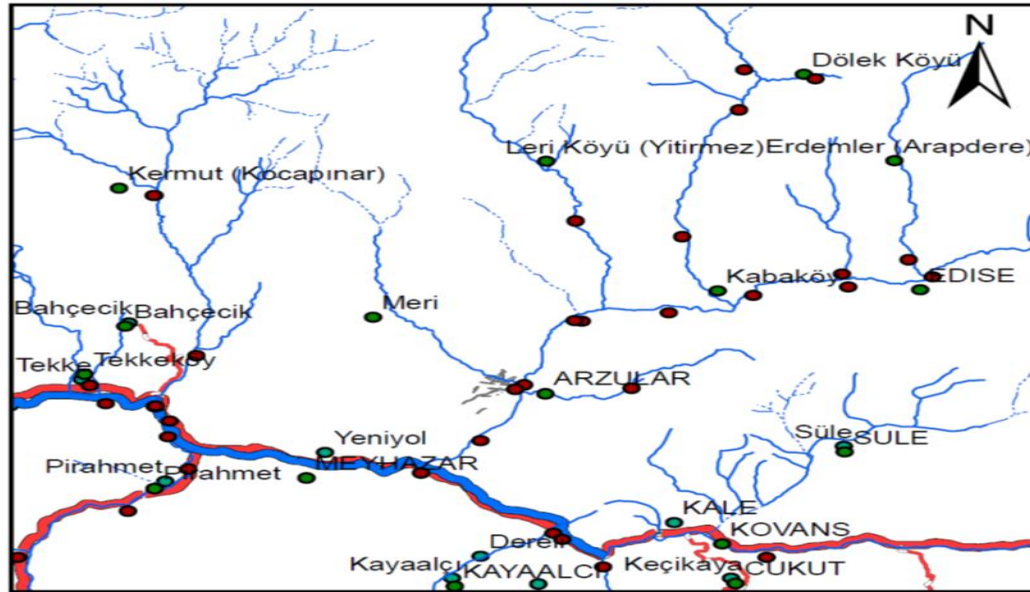 N
Dölek Köyü
Leri Köyü (Yitirmez)
Erdemler (Arapdere)
Kermut (Kocapınar)
Kabaköy
EDISE
Meri
Bahçecik
Bahçecik
Tekke
Tekkeköy
ARZULAR
Süle
SULE
Yeniyol
MEYHAZAR
Pirahmet
Pirahmet
KALE
KOVANS
Dereli
Kayaalçı
KAYAALCI
Keçikaya
CUKUT